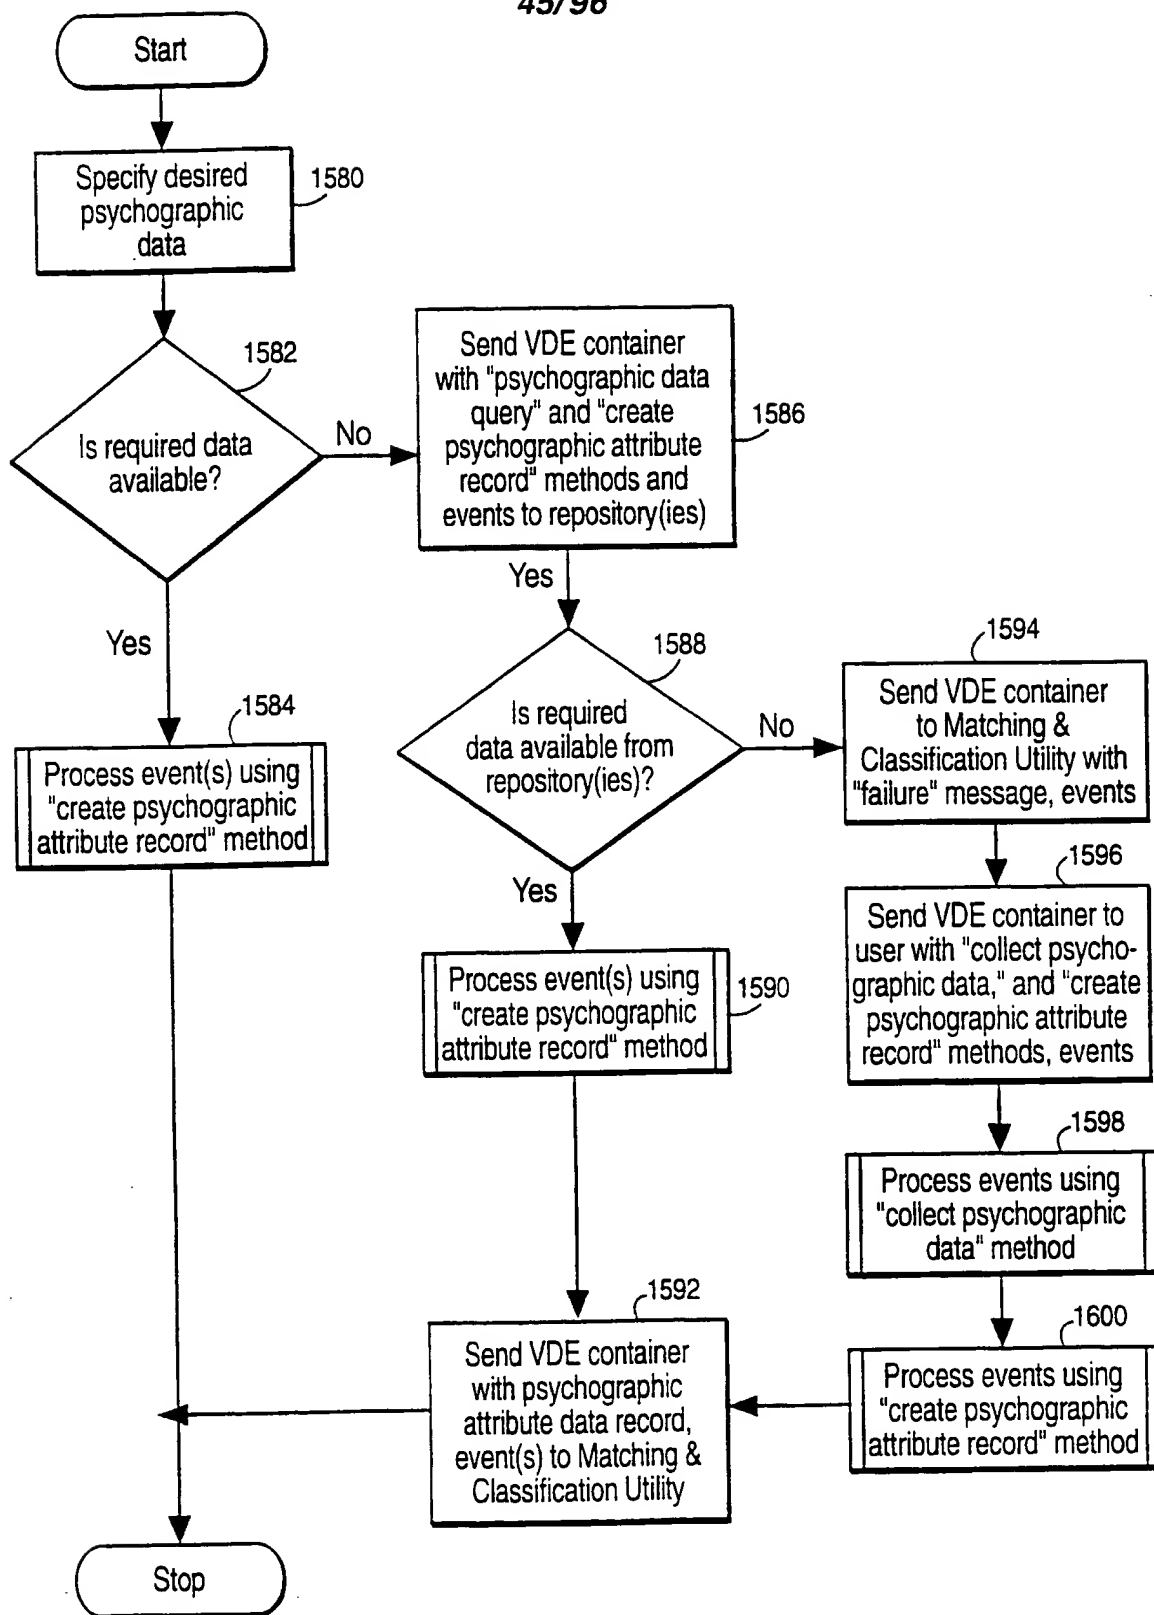 45/96
Start
Specify desired
psychographic
data
1580
1582
Is required data
available?
No
Yes
Send VDE container
with "psychographic data
query" and "create
psychographic attribute
record" methods and
events to repository(ies)
1586
Yes
1584
Process event(s) using
"create psychographic
attribute record" method
1588
Is required
data available from
repository(ies)?
No
Yes
1594
Send VDE container
to Matching &
Classification Utility with
"failure" message, events
1596
Send VDE container to
user with "collect psycho-
graphic data," and "create
psychographic attribute
record" methods, events
Process event(s) using
"create psychographic
attribute record" method
1590
1598
Process events using
"collect psychographic
data" method
1592
Send VDE container
with psychographic
attribute data record,
event(s) to Matching &
Classification Utility
1600
Process events using
"create psychographic
attribute record" method
Stop